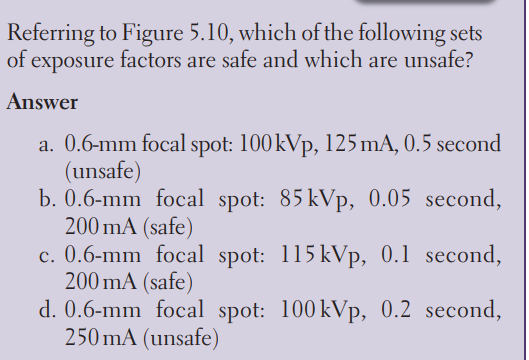 Referring to Figure 5.10, which of the following sets
of exposure factors are safe and which are unsafe?
Answer
a. 0.6-mm focal spot: 100 kVp, 125 mA, 0.5 second
(unsafe)
b. 0.6-mm focal spot: 85 kVp, 0.05 second,
200 mA (safe)
c. 0.6-mm focal spot: 115 kVp, 0.1 second,
200 mA (safe)
d. 0.6-mm focal spot: 100 kVp, 0.2 second,
250 mA (unsafe)